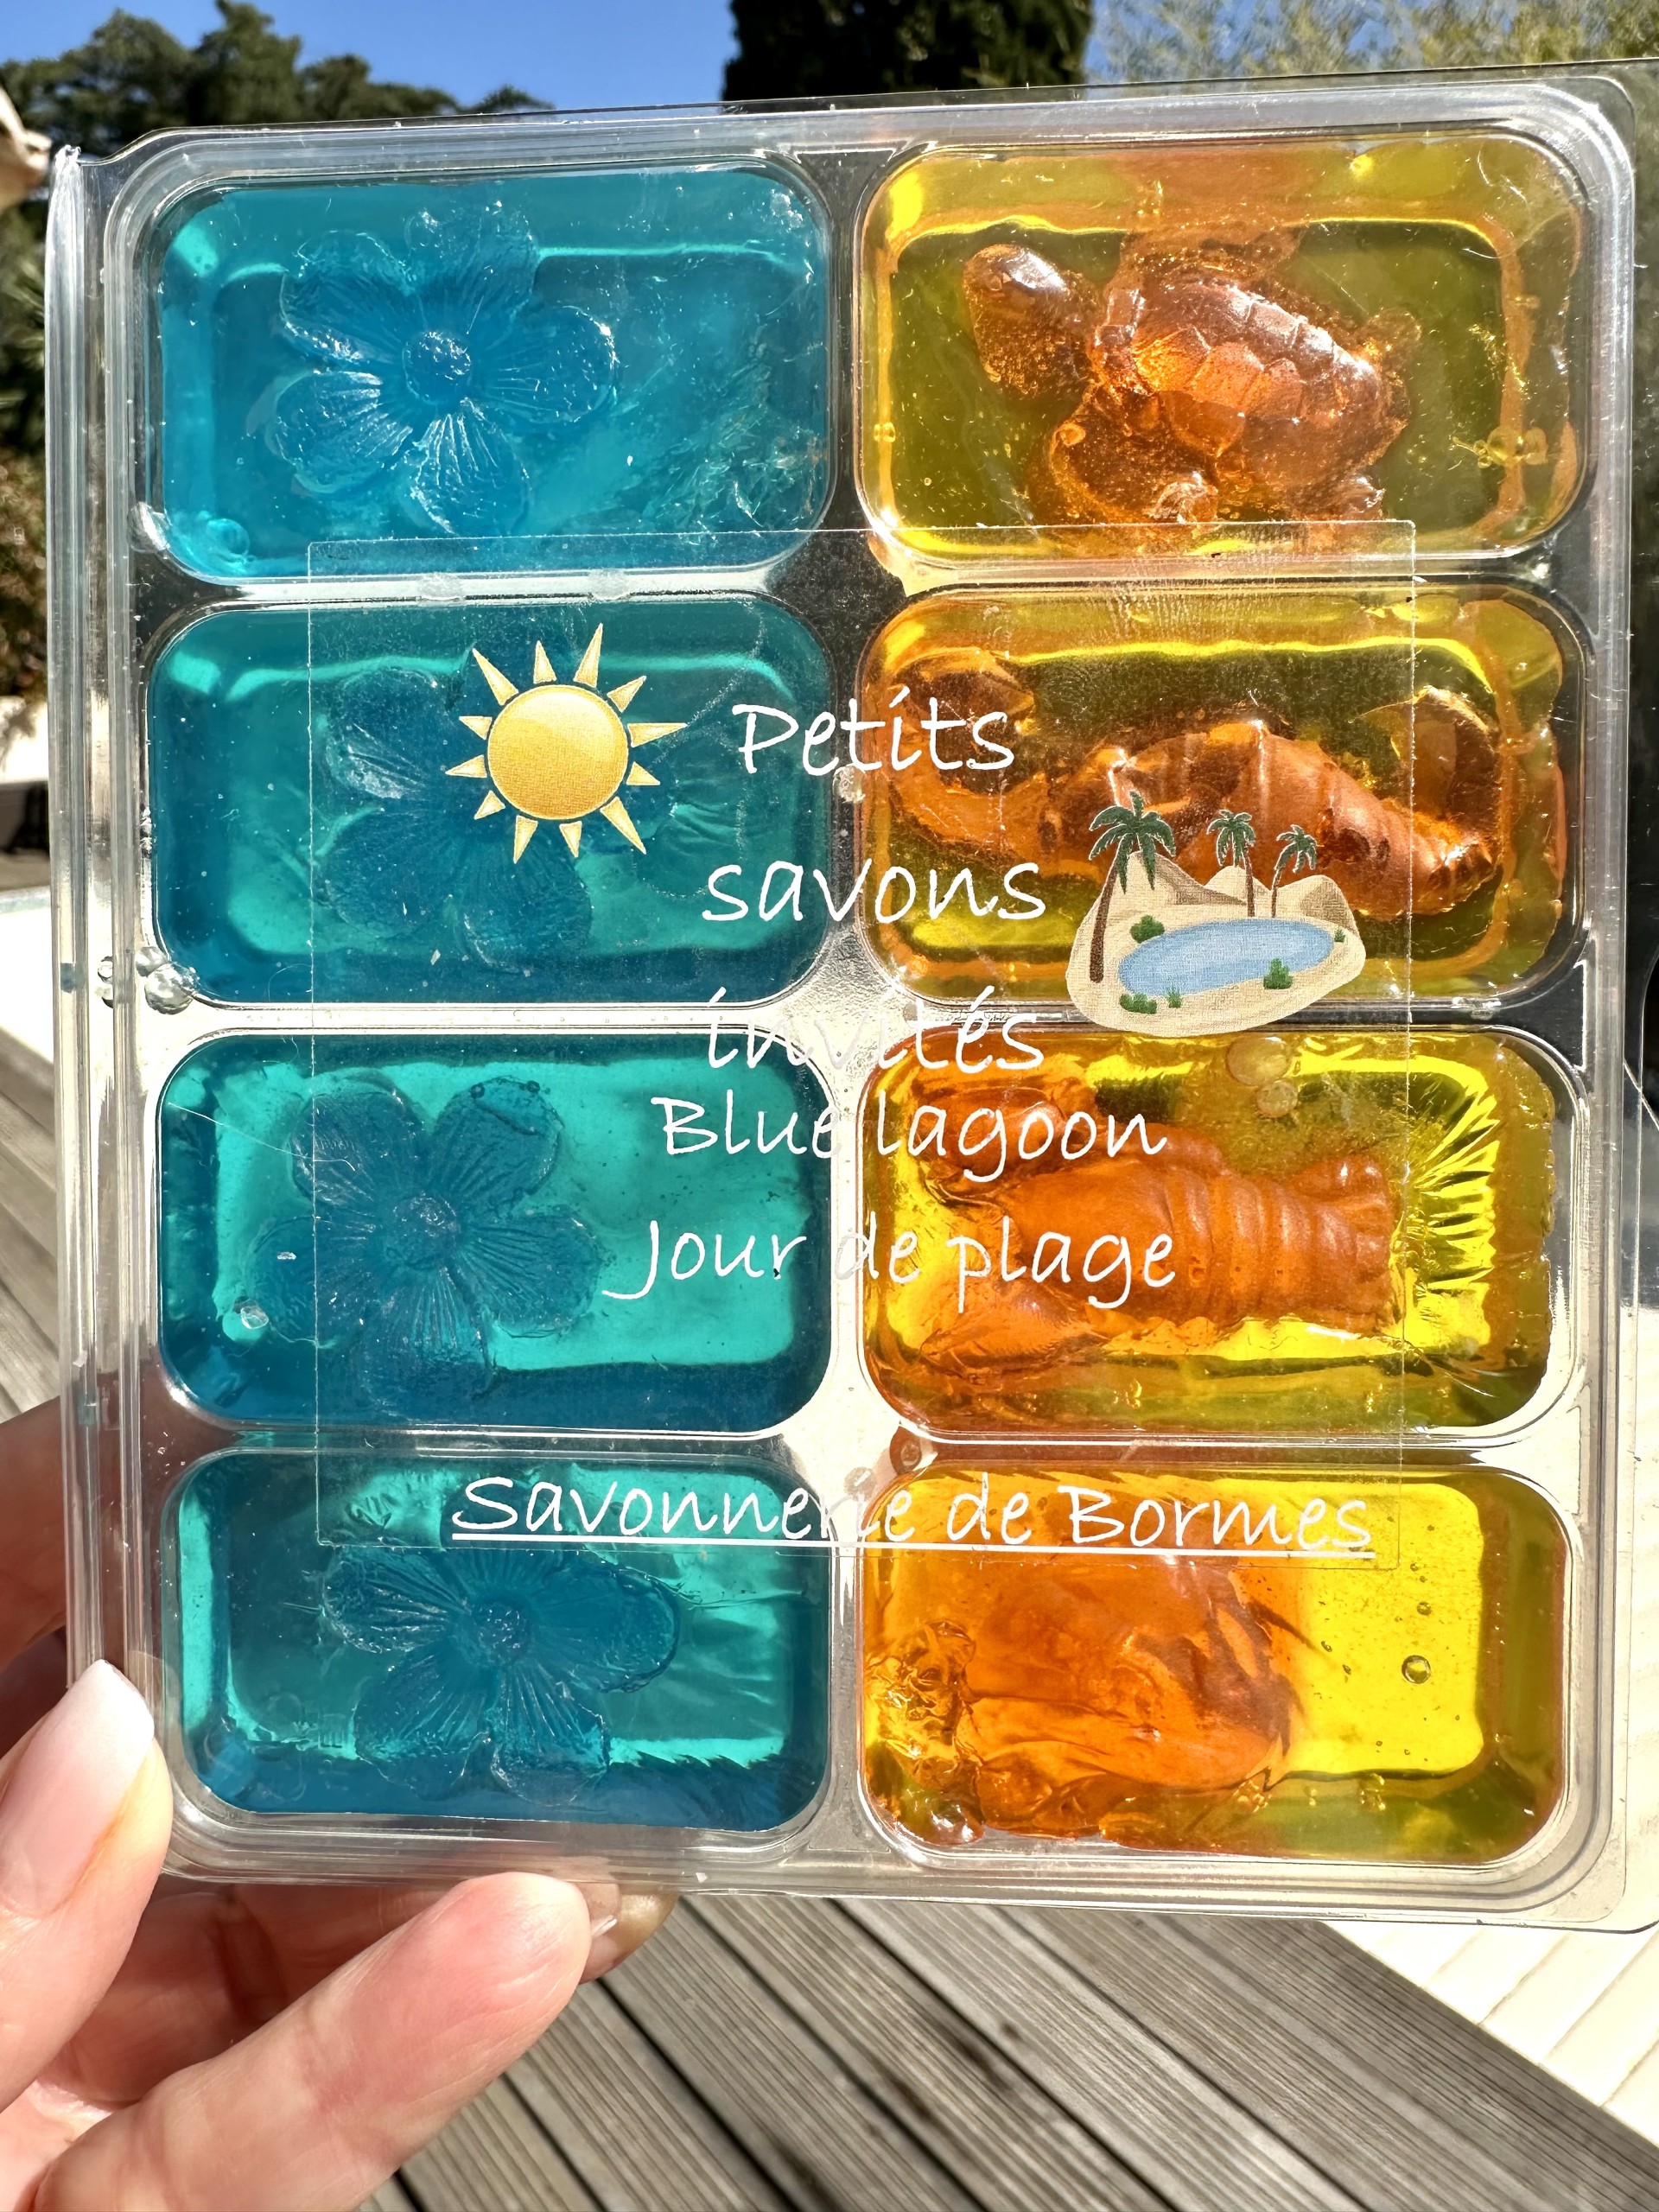 Petits
savons
invités
Blue lagoon
Jour de plage
Savonnerie de Bormes